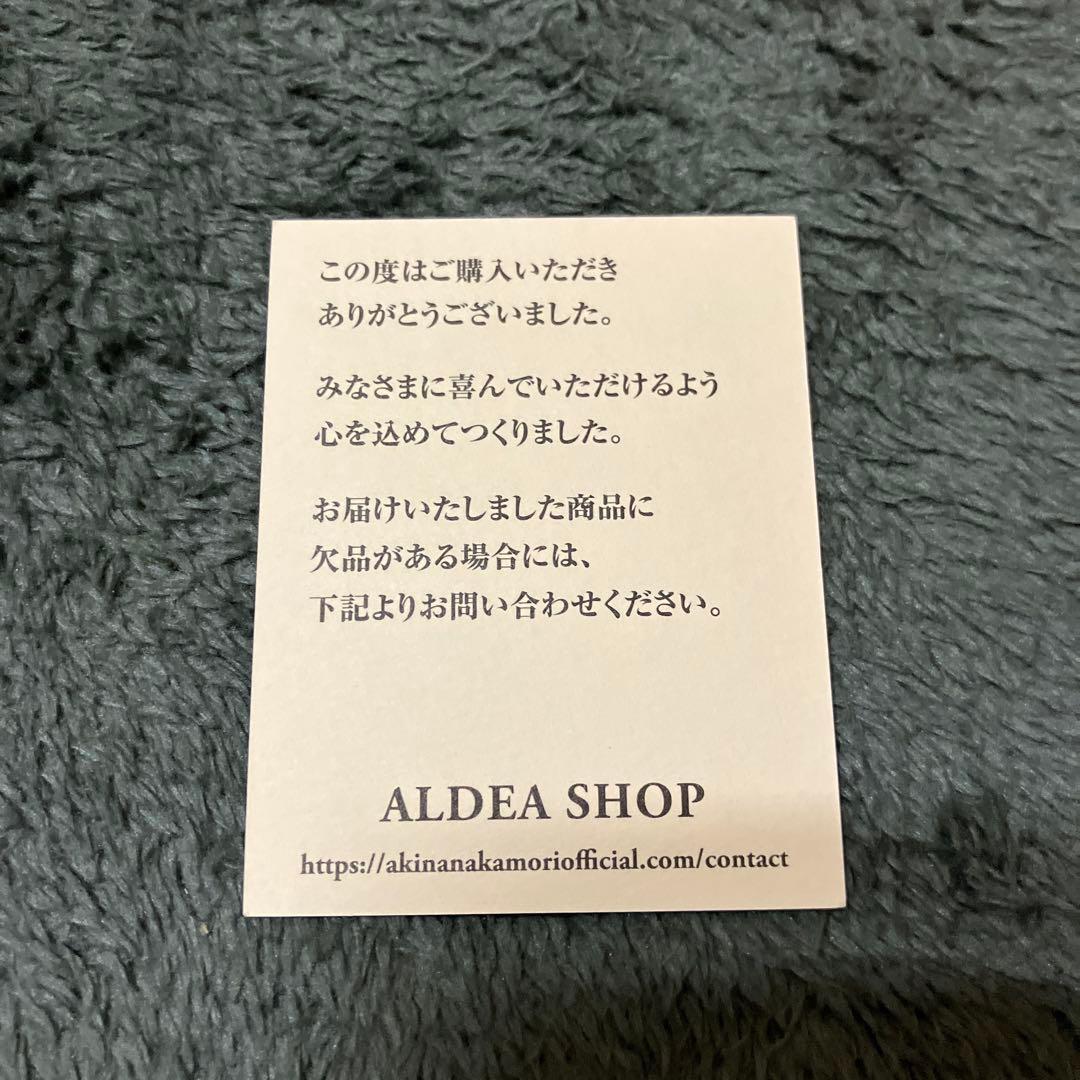 この度はご購入いただき
ありがとうございました。
みなさまに喜んでいただけるよう
心を込めてつくりました。
お届けいたしました商品に
欠品がある場合には、
下記よりお問い合わせください。
ALDEA SHOP
https://akinanakamoriofficial.com/contact